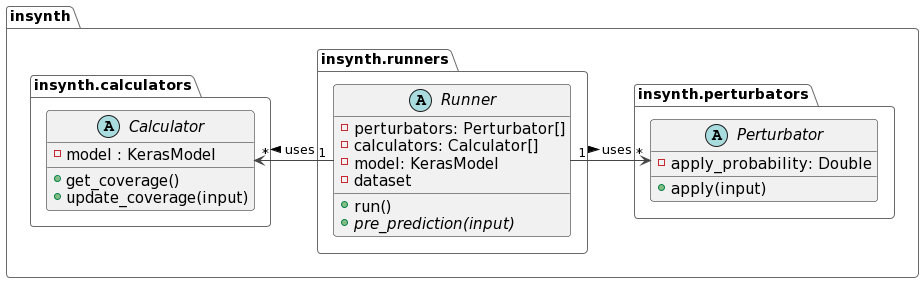 insynth
insynth.calculators
A Calculator
model : KerasModel
get_coverage()
update_coverage(input)
* uses 1
insynth.runners
A Runner
perturbators: Perturbator[]
calculators: Calculator[]
model: KerasModel
dataset
run()
pre_prediction(input)
1 uses *
insynth.perturbators
A Perturbator
apply_probability: Double
apply(input)